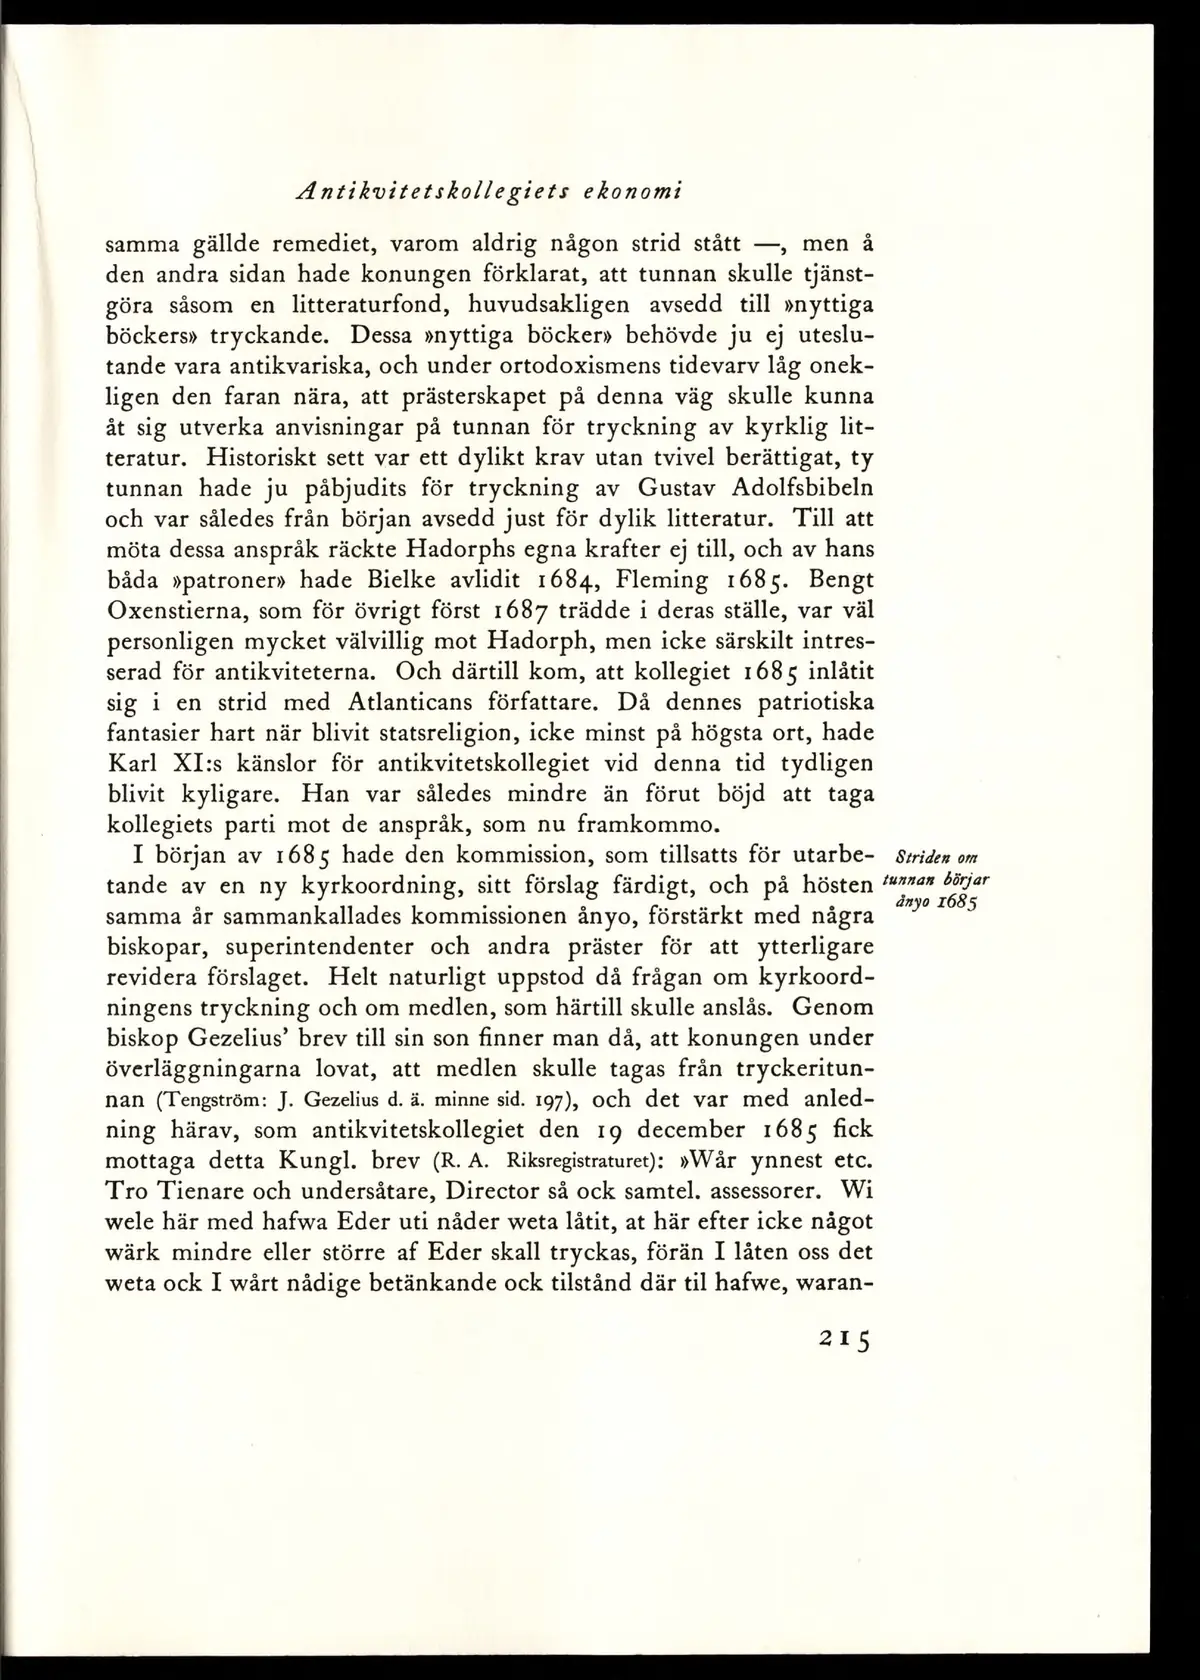 Antikvitetskollegiets ekonomi
samma gällde remediet, varom aldrig någon strid stått —, men å
den andra sidan hade konungen förklarat, att tunnan skulle tjänst-
göra såsom en litteraturfond, huvudsakligen avsedd till »nyttiga
böckers» tryckande. Dessa »nyttiga böcker» behövde ju ej uteslu-
tande vara antikvariska, och under ortodoxismens tidevarv låg onek-
ligen den faran nära, att prästerskapet på denna väg skulle kunna
åt sig utverka anvisningar på tunnan för tryckning av kyrklig lit-
teratur. Historiskt sett var ett dylikt krav utan tvivel berättigat, ty
tunnan hade ju påbjudits för tryckning av Gustav Adolfsbibeln
och var således från början avsedd just för dylik litteratur. Till att
möta dessa anspråk räckte Hadorphs egna krafter ej till, och av hans
båda »patroner» hade Bielke avlidit 1684, Fleming 1685. Bengt
Oxenstierna, som för övrigt först 1687 trädde i deras ställe, var väl
personligen mycket välvillig mot Hadorph, men icke särskilt intres-
serad för antikviteterna. Och därtill kom, att kollegiet 1685 inlåtit
sig i en strid med Atlanticans författare. Då dennes patriotiska
fantasier hart när blivit statsreligion, icke minst på högsta ort, hade
Karl XI:s känslor för antikvitetskollegiet vid denna tid tydligen
blivit kyligare. Han var således mindre än förut böjd att taga
kollegiets parti mot de anspråk, som nu framkommo.
I början av 1685 hade den kommission, som tillsatts för utarbe-
tande av en ny kyrkoordning, sitt förslag färdigt, och på hösten
samma år sammankallades kommissionen ånyo, förstärkt med några
biskopar, superintendenter och andra präster för att ytterligare
revidera förslaget. Helt naturligt uppstod då frågan om kyrkoord-
ningens tryckning och om medlen, som härtill skulle anslås. Genom
biskop Gezelius’ brev till sin son finner man då, att konungen under
överläggningarna lovat, att medlen skulle tagas från tryckeritun-
nan (Tengström: J. Gezelius d. ä. minne sid. 197), och det var med anled-
ning härav, som antikvitetskollegiet den 19 december 1685 fick
mottaga detta Kungl. brev (R. A. Riksregistraturet): »Wår ynnest etc.
Tro Tienare och undersåtare, Director så ock samtel. assessorer. Wi
wele här med hafwa Eder uti nåder weta låtit, at här efter icke något
wärk mindre eller större af Eder skall tryckas, förän I låten oss det
weta ock I wårt nådige betänkande ock tilstånd där til hafwe, waran-
Striden om
tunnan börjar
ånyo 1685
215